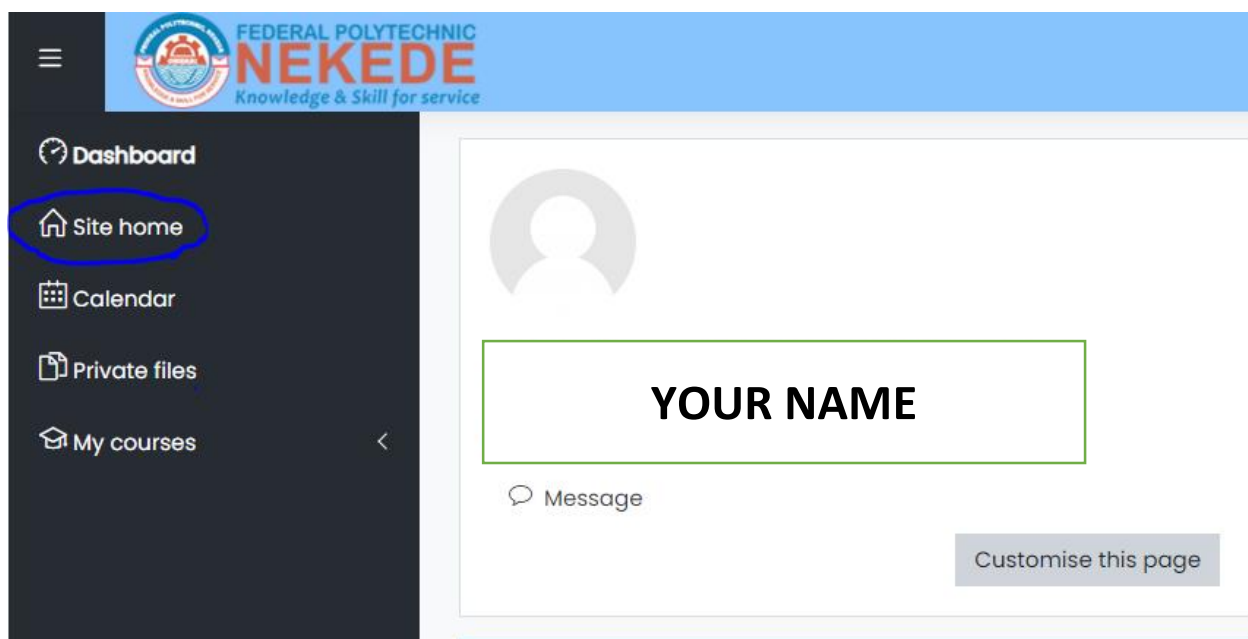 FEDERAL POLYTECHNIC
NEKEDE
Knowledge & Skill for service
Dashboard
Site home
Calendar
Private files
My courses
YOUR NAME
Message
Customise this page